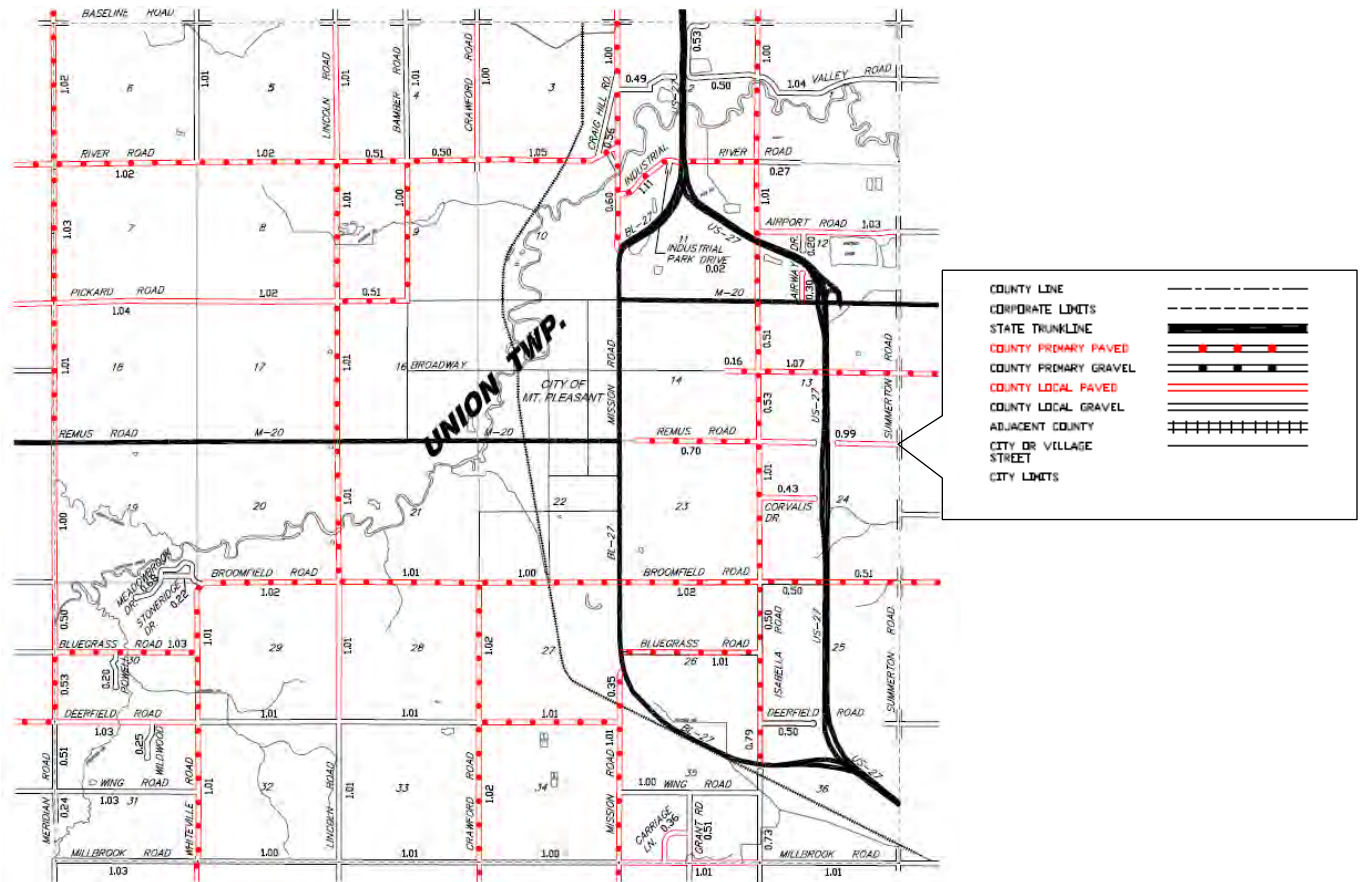 BASELINE ROAD
1.02
6
1.01
5
LINCOLN ROAD
1.01
BAMBER ROAD
1.01
4
CRAWFORD ROAD
1.00
3
1.00
CRAIG HILL RD.
0.56
0.49
US-27
2
0.53
0.50
1.00
1.04
VALLEY ROAD
RIVER ROAD
1.02
1.02
0.51
0.50
1.05
INDUSTRIAL
1.11
RIVER ROAD
0.27
1.03
7
8
1.01
1.00
9
10
0.60
BL-27
11
INDUSTRIAL
PARK DRIVE
0.02
US-27
1.01
AIRPORT ROAD 1.03
AIRWAY DR.
0.20
0.30
12
PICKARD ROAD
1.04
1.02
0.51
M-20
UNION TWP.
1.01
18
17
1.01
16
BROADWAY
CITY OF
MT. PLEASANT
MISSION ROAD
14
0.16
0.51
1.07
13
0.53
US-27
SUMMERTON ROAD
REMUS ROAD
M-20
M-20
REMUS ROAD
0.70
0.99
1.00
19
20
1.01
21
22
BL-27
23
1.01
0.43
CORVALIS
DR.
24
MEADOWBROOK
DR.
0.68
STONERIDGE
DR.
0.22
BROOMFIELD ROAD
1.02
1.01
1.00
BROOMFIELD ROAD
1.02
0.50
0.51
0.50
BLUEGRASS ROAD 1.03
30
1.01
29
1.01
28
1.02
27
BLUEGRASS ROAD
26
1.01
0.50
ISABELLA ROAD
US-27
25
SUMMERTON ROAD
0.53
0.20
POWELL
0.35
DEERFIELD ROAD
1.03
1.01
1.01
1.01
BL-27
0.79
DEERFIELD ROAD
0.50
0.51
0.25
WILDWOOD
MERIDIAN ROAD
WING ROAD
1.03
31
0.24
WHITEVILLE ROAD
1.01
32
LINCOLN ROAD
1.01
33
CRAWFORD ROAD
1.02
34
MISSION ROAD
1.01
35
1.00 WING ROAD
US-27
36
CARRIAGE
LN.
0.36
GRANT RD
0.51
0.73
MILLBROOK ROAD
1.03
1.00
1.01
1.00
1.01
MILLBROOK ROAD
1.01
COUNTY LINE
CORPORATE LIMITS
STATE TRUNKLINE
COUNTY PRIMARY PAVED
COUNTY PRIMARY GRAVEL
COUNTY LOCAL PAVED
COUNTY LOCAL GRAVEL
ADJACENT COUNTY
CITY OR VILLAGE
STREET
CITY LIMITS